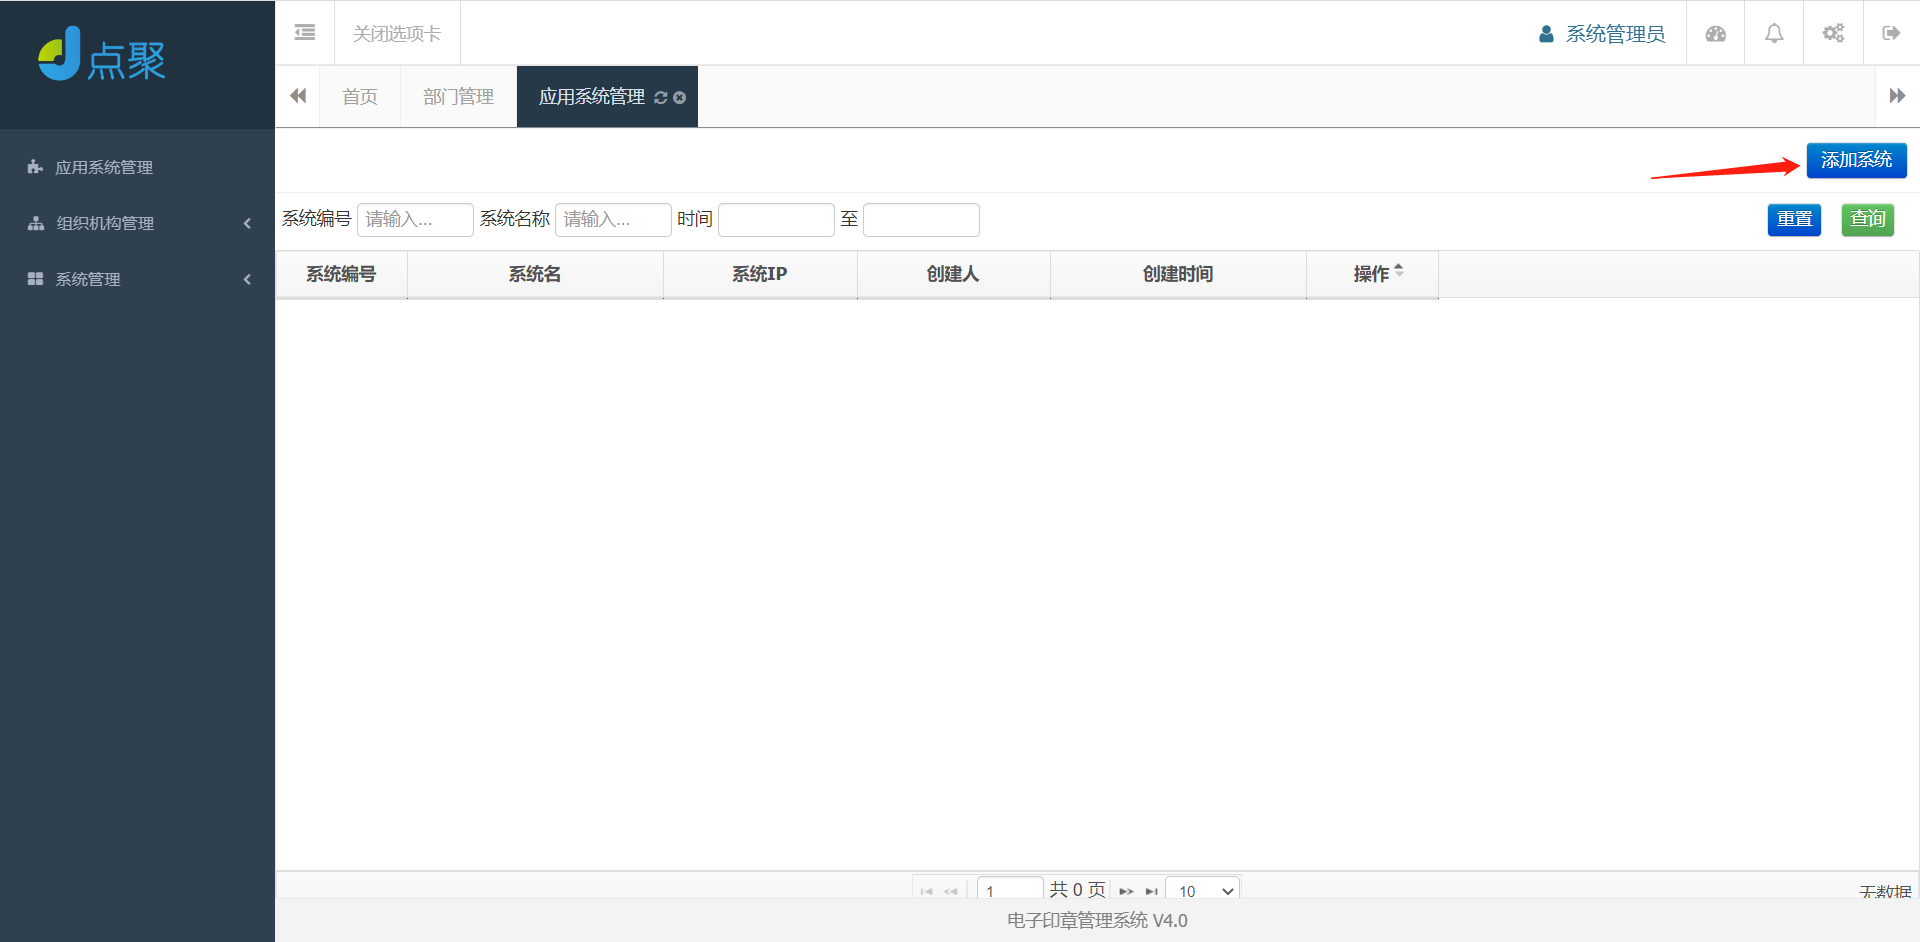 点聚
关闭选项卡
系统管理员
首页
部门管理
应用系统管理
应用系统管理
组织机构管理
系统管理
添加系统
系统编号 请输入... 系统名称 请输入... 时间 至
重置 查询
系统编号 系统名 系统IP 创建人 创建时间 操作
1 共 0 页 10 无数据
电子印章管理系统 V4.0